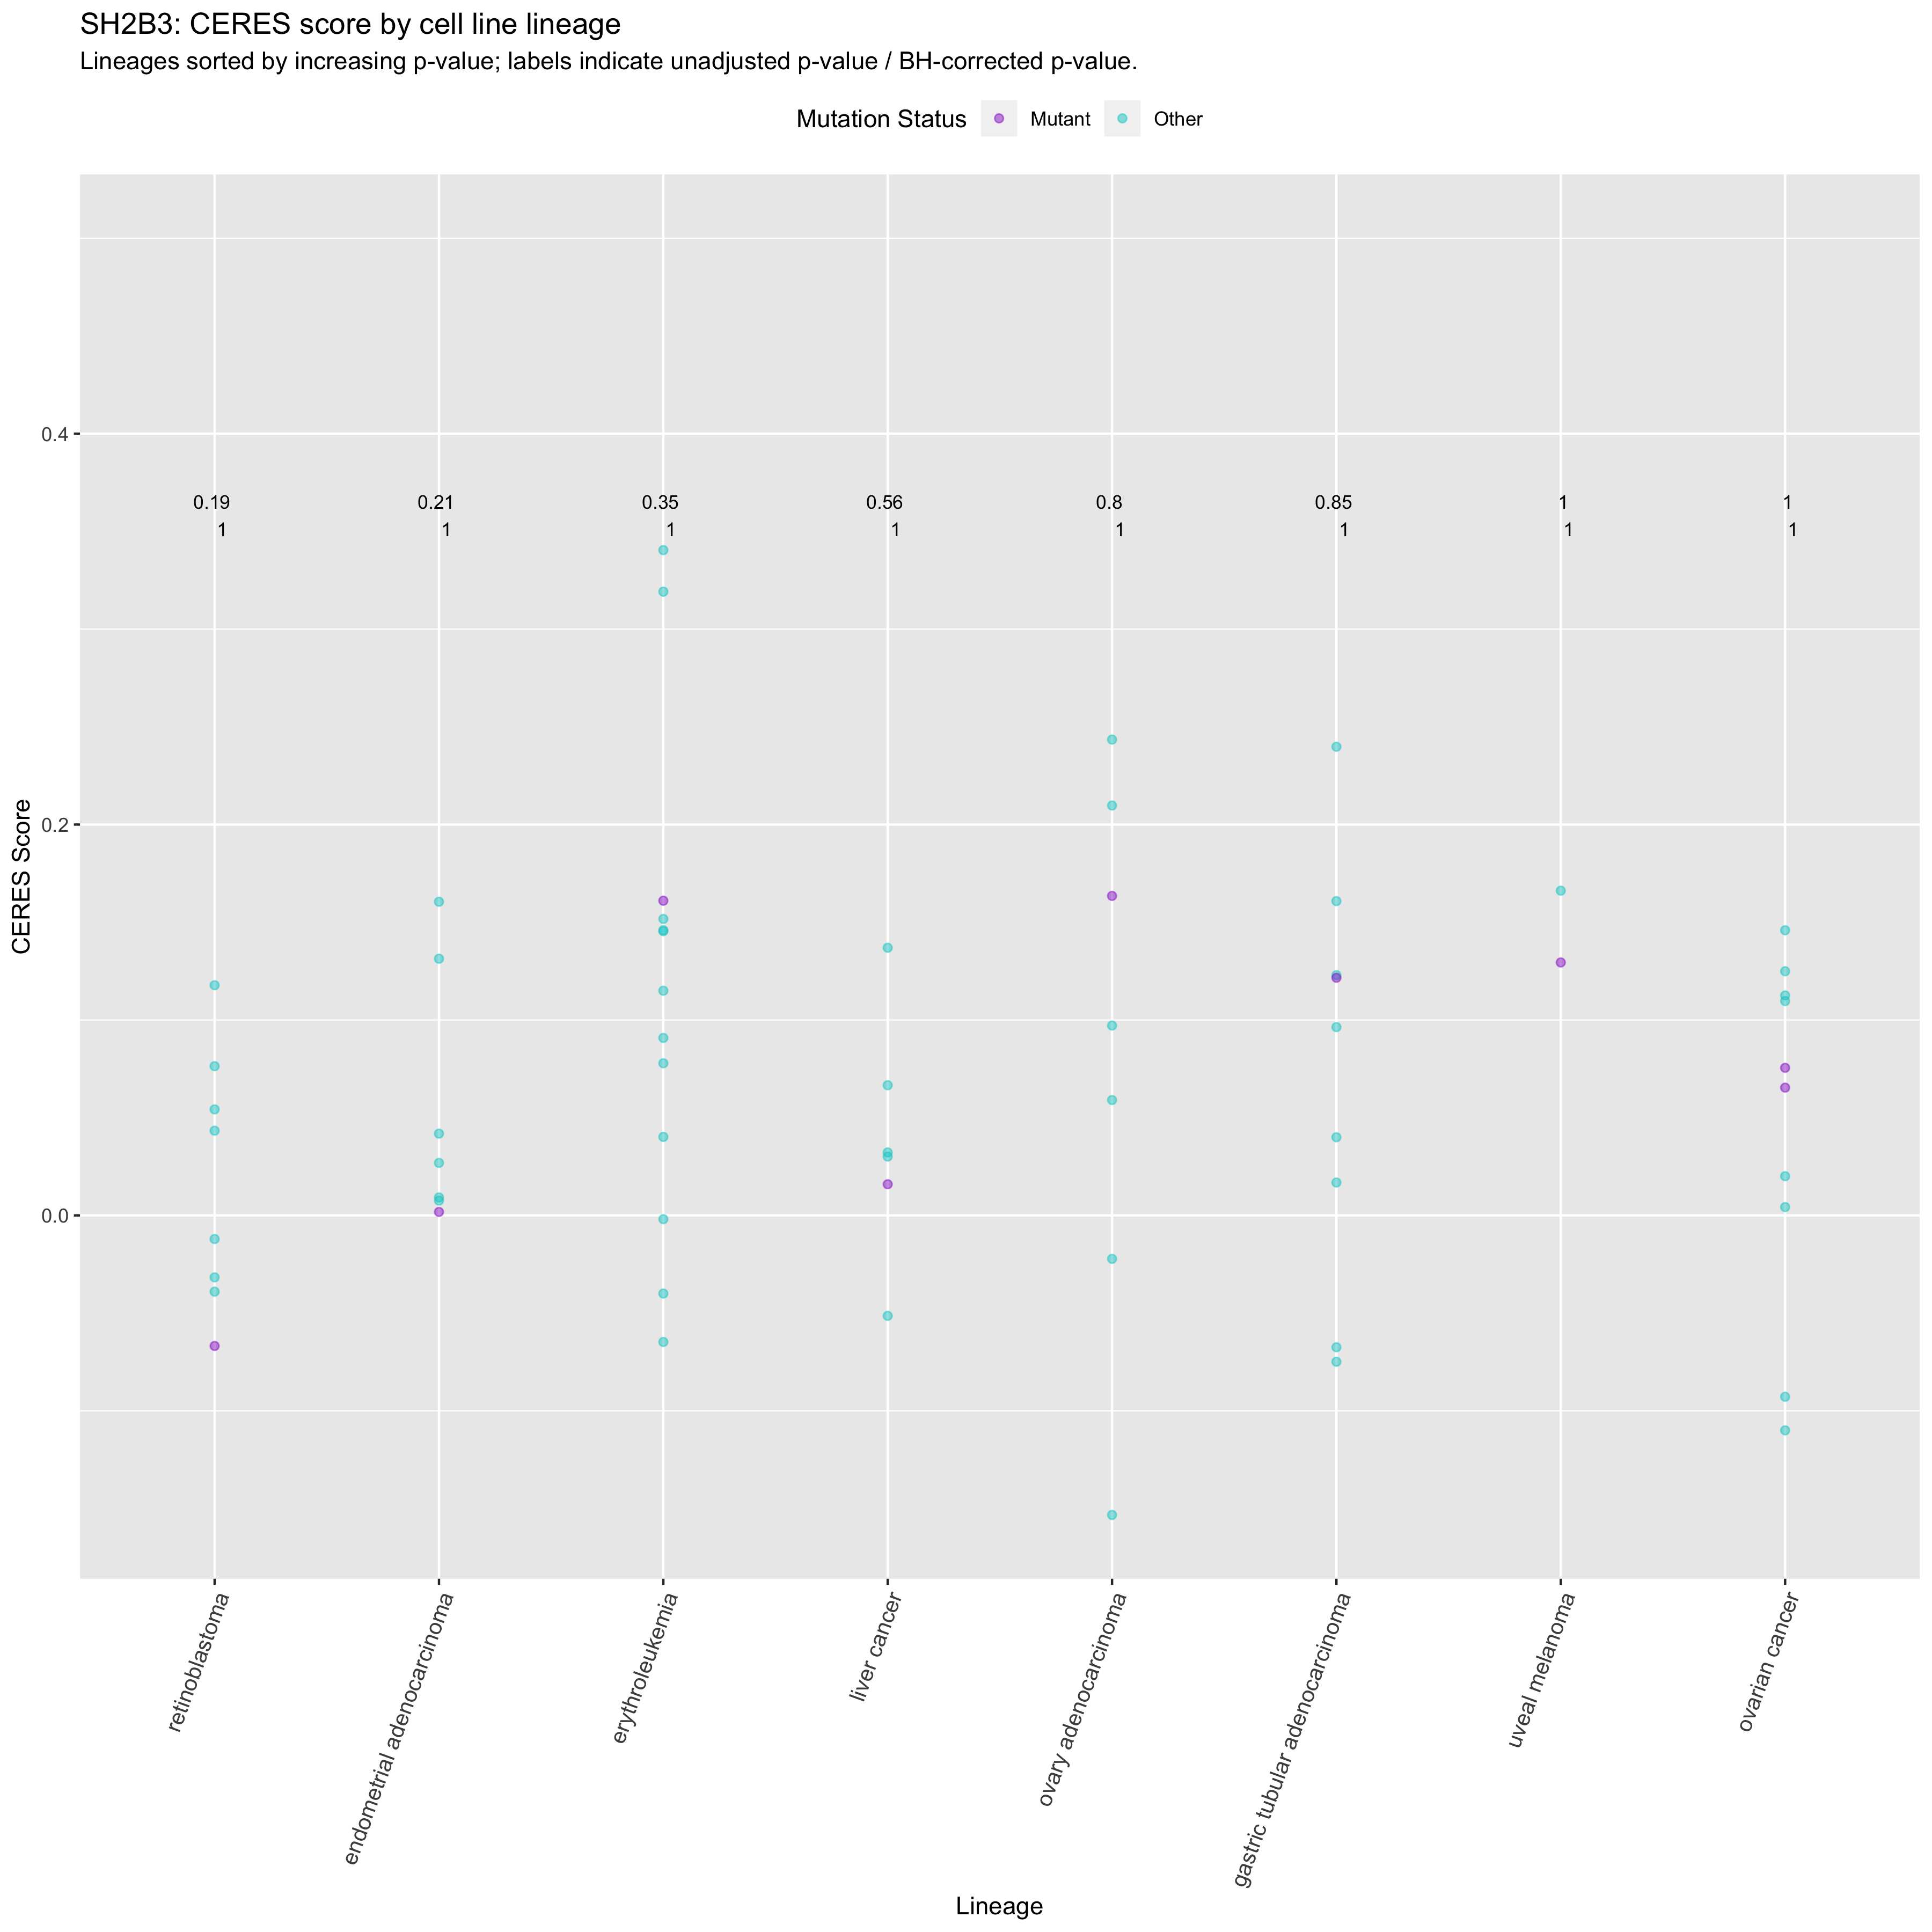 SH2B3: CERES score by cell line lineage
Lineages sorted by increasing p-value; labels indicate unadjusted p-value / BH-corrected p-value.
Mutation Status Mutant Other
0.4
0.19 0.21 0.35 0.56 0.8 0.85 1 1
1 1 1 1 1 1 1 1
0.2
CERES Score
0.0
retinoblastoma
endometrial adenocarcinoma
erythroleukemia
liver cancer
ovary adenocarcinoma
gastric tubular adenocarcinoma
uveal melanoma
ovarian cancer
Lineage